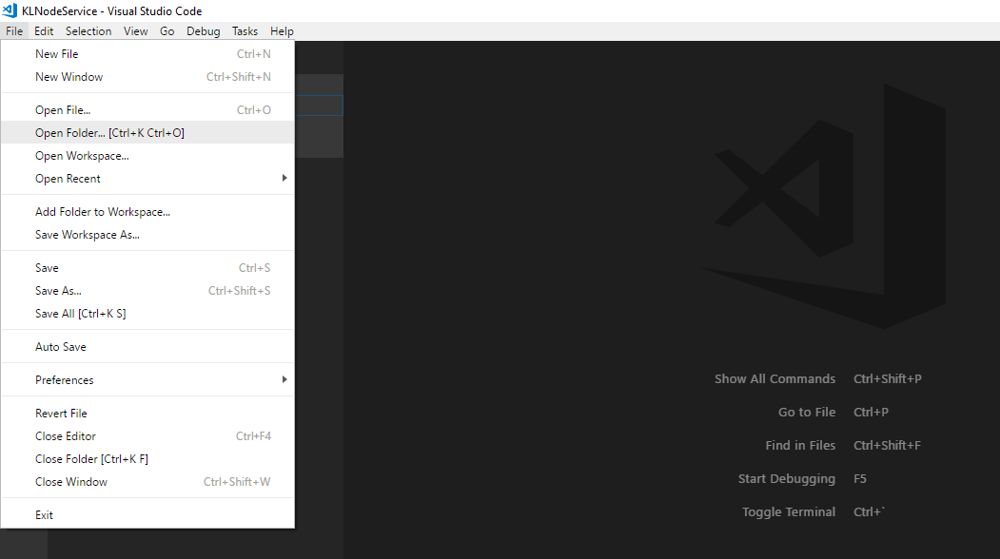 KLNodeService - Visual Studio Code
File Edit Selection View Go Debug Tasks Help
New File Ctrl+N
New Window Ctrl+Shift+N
Open File... Ctrl+O
Open Folder... [Ctrl+K Ctrl+O]
Open Workspace...
Open Recent
Add Folder to Workspace...
Save Workspace As...
Save Ctrl+S
Save As... Ctrl+Shift+S
Save All [Ctrl+K S]
Auto Save
Preferences
Revert File
Close Editor Ctrl+F4
Close Folder [Ctrl+K F]
Close Window Ctrl+Shift+W
Exit
Show All Commands Ctrl+Shift+P
Go to File Ctrl+P
Find in Files Ctrl+Shift+F
Start Debugging F5
Toggle Terminal Ctrl+`